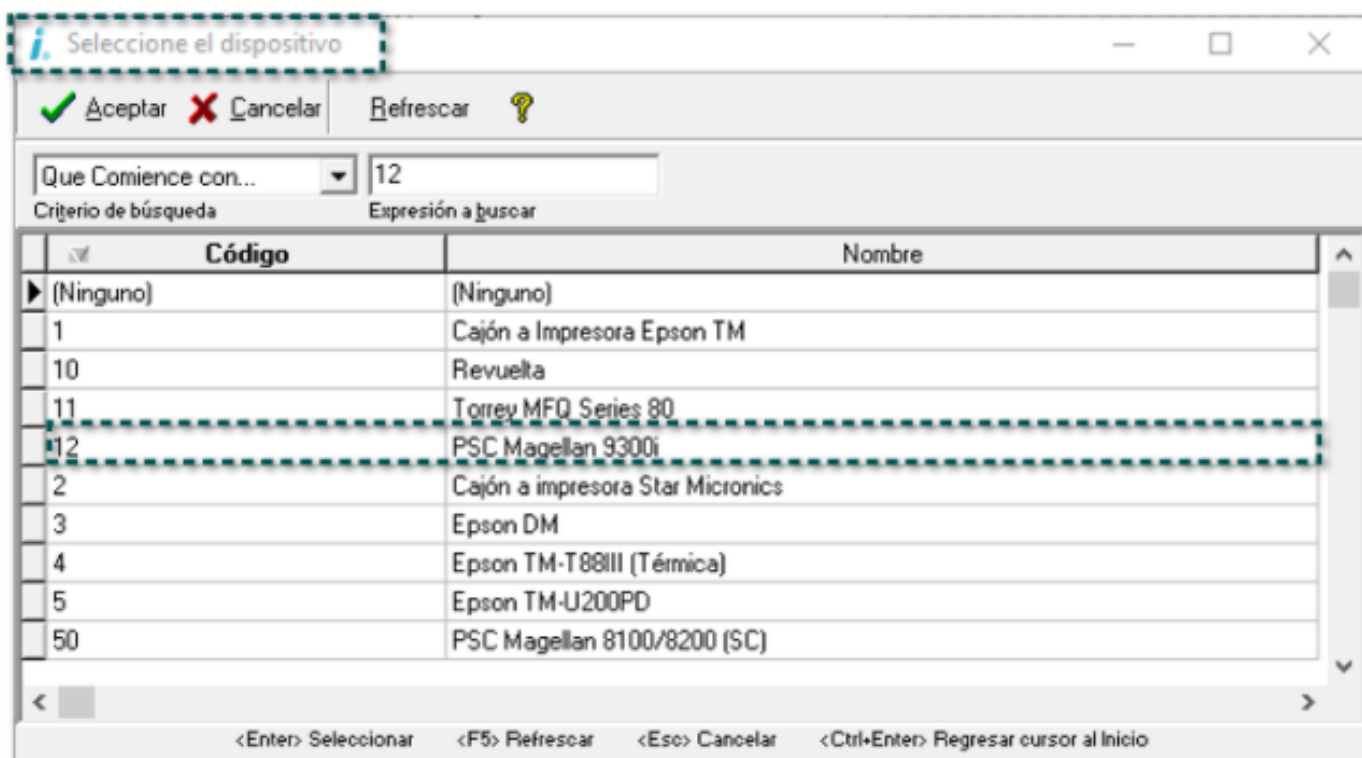 i. Seleccione el dispositivo
Aceptar Cancelar Refrescar ?
Que Comience con... 12
Criterio de búsqueda Expresión a buscar
Código Nombre
(Ninguno) (Ninguno)
1 Cajón a Impresora Epson TM
10 Revuelta
11 Torrey MFQ Series 80
12 PSC Magellan 9300i
2 Cajón a impresora Star Micronics
3 Epson DM
4 Epson TM-T88III (Térmica)
5 Epson TM-U200PD
50 PSC Magellan 8100/8200 (SC)
<Enter> Seleccionar <F5> Refrescar <Esc> Cancelar <Ctrl+Enter> Regresar cursor al Inicio